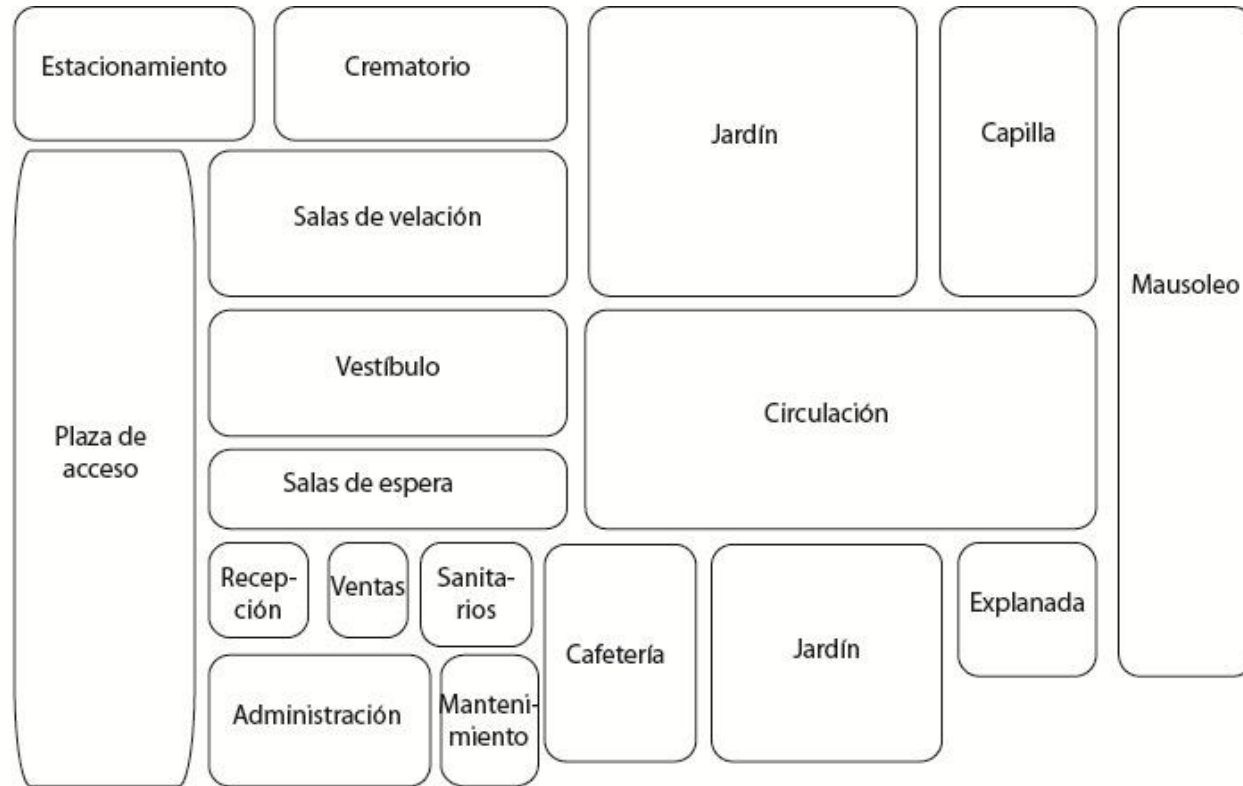 Estacionamiento
Crematorio
Jardín
Capilla
Mausoleo
Salas de velación
Vestíbulo
Circulación
Plaza de
acceso
Salas de espera
Recep-
ción
Ventas
Sanita-
rios
Cafetería
Jardín
Explanada
Administración
Manteni-
miento